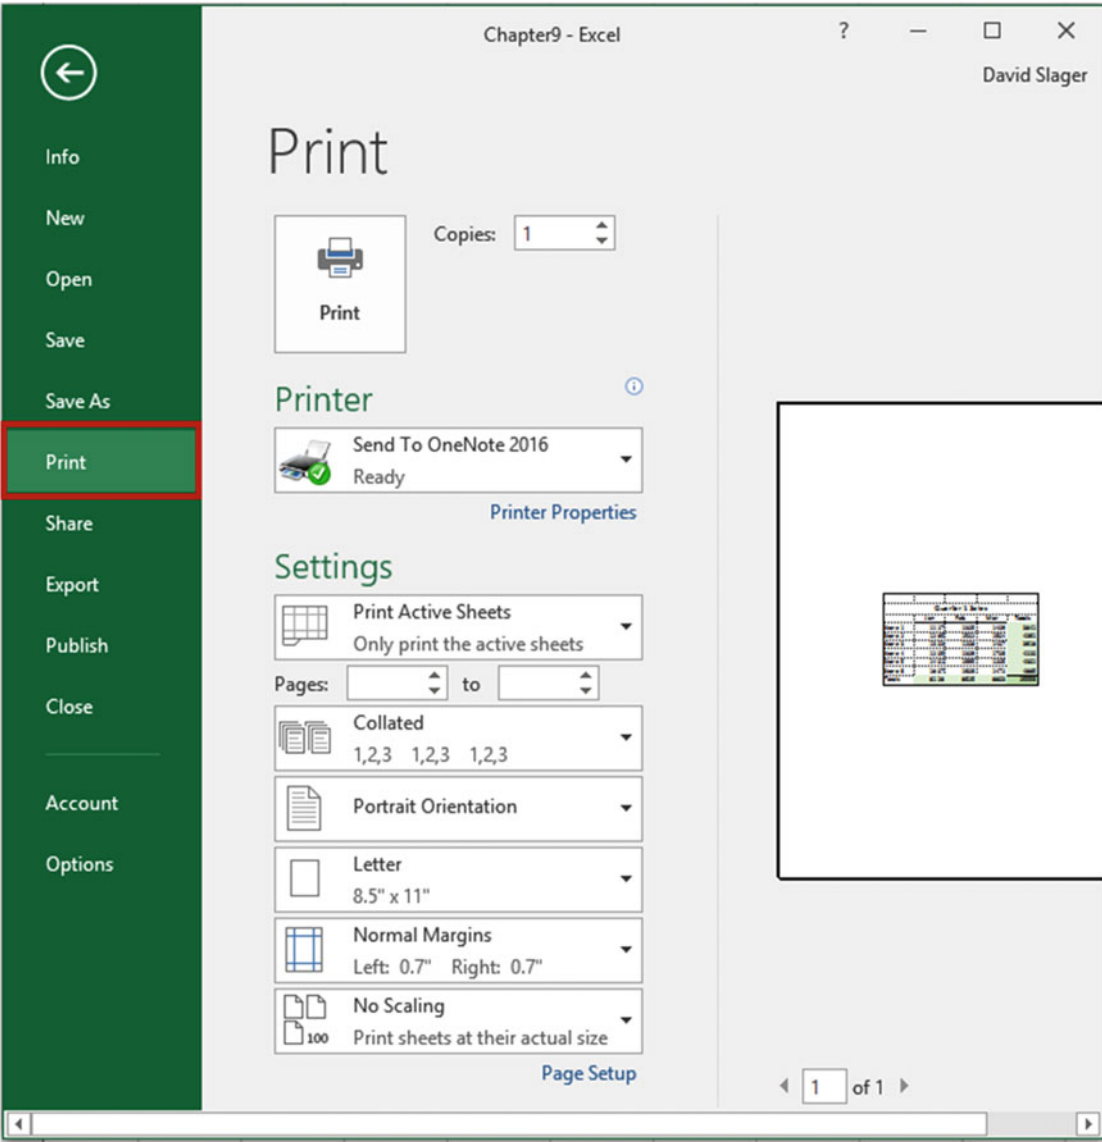 Chapter9 - Excel
?
David Slager
Info
New
Open
Save
Save As
Print
Share
Export
Publish
Close
Account
Options
Print
Print
Copies: 1
Printer
Send To OneNote 2016
Ready
Printer Properties
Settings
Print Active Sheets
Only print the active sheets
Pages: to
Collated
1,2,3 1,2,3 1,2,3
Portrait Orientation
Letter
8.5" x 11"
Normal Margins
Left: 0.7" Right: 0.7"
No Scaling
100
Print sheets at their actual size
Page Setup
Quarter 1 Sales
1 of 1